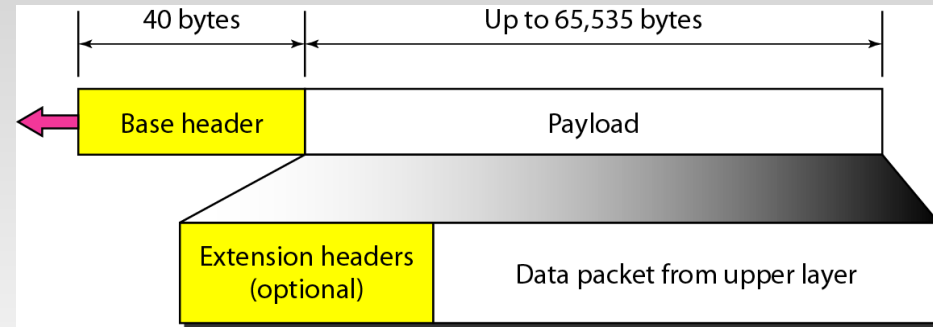 40 bytes
Up to 65,535 bytes
Base header
Payload
Extension headers
(optional)
Data packet from upper layer